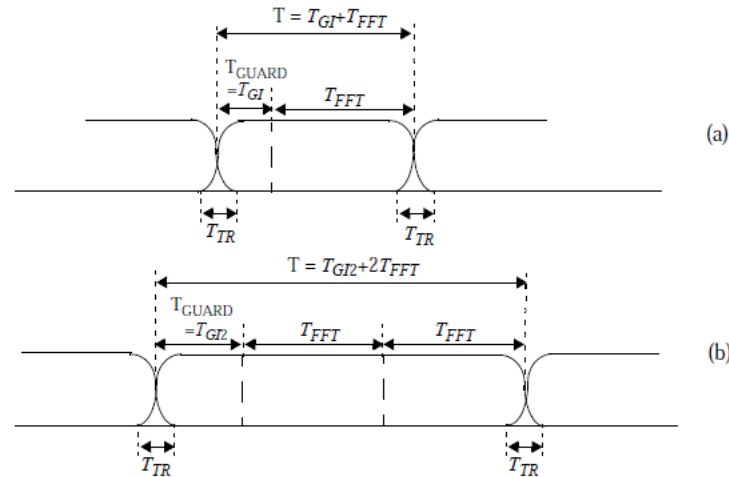 T = T_GI+T_FFT
T_GUARD
=T_GI
T_FFT
(a)
T_TR
T_TR
T = T_GI2+2T_FFT
T_GUARD
=T_GI2
T_FFT
T_FFT
(b)
T_TR
T_TR